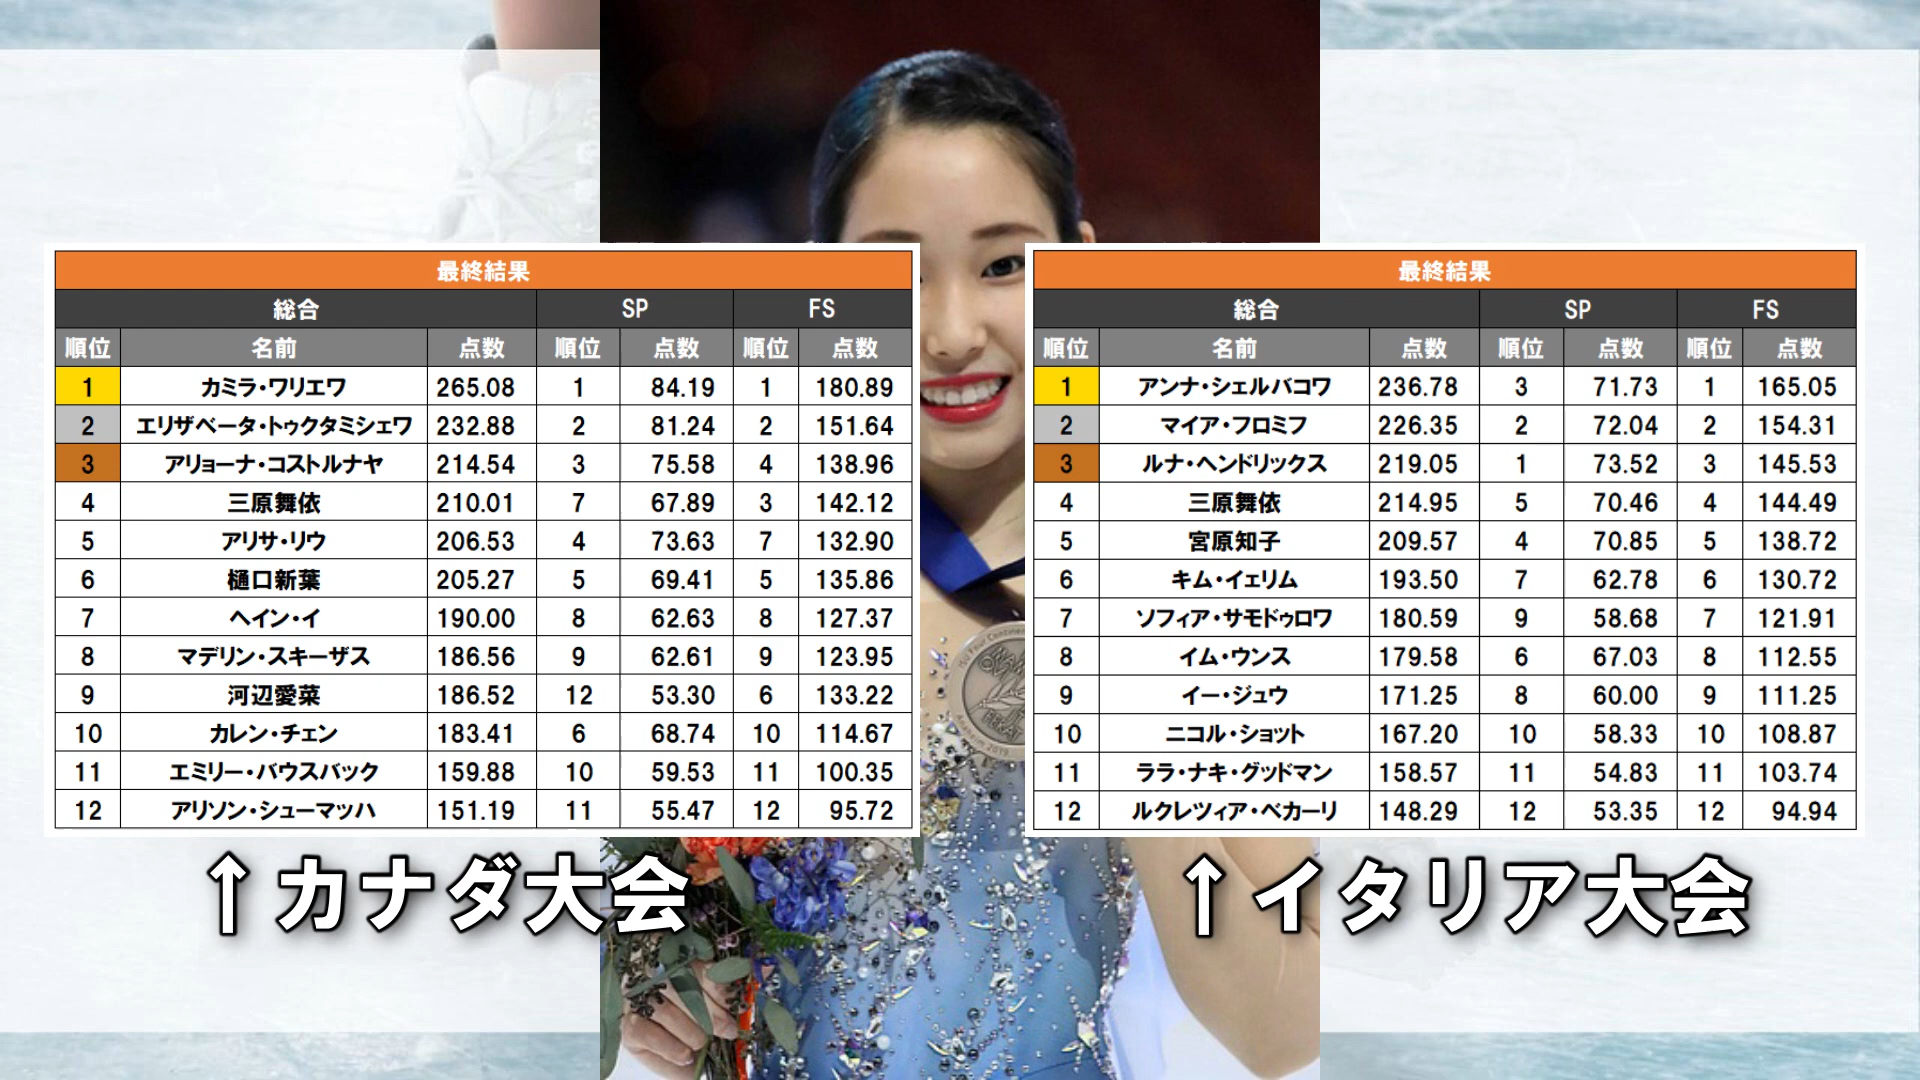 最終結果
総合 SP FS
順位 名前 点数 順位 点数 順位 点数
1 カミラ・ワリエワ 265.08 1 84.19 1 180.89
2 エリザベータ・トゥクタミシェワ 232.88 2 81.24 2 151.64
3 アリョーナ・コストルナヤ 214.54 3 75.58 4 138.96
4 三原舞依 210.01 7 67.89 3 142.12
5 アリサ・リウ 206.53 4 73.63 7 132.90
6 樋口新葉 205.27 5 69.41 5 135.86
7 ヘイン・イ 190.00 8 62.63 8 127.37
8 マデリン・スキーザス 186.56 9 62.61 9 123.95
9 河辺愛菜 186.52 12 53.30 6 133.22
10 カレン・チェン 183.41 6 68.74 10 114.67
11 エミリー・バウスバック 159.88 10 59.53 11 100.35
12 アリソン・シューマッハ 151.19 11 55.47 12 95.72
↑カナダ大会
最終結果
総合 SP FS
順位 名前 点数 順位 点数 順位 点数
1 アンナ・シェルバコワ 236.78 3 71.73 1 165.05
2 マイア・フロミフ 226.35 2 72.04 2 154.31
3 ルナ・ヘンドリックス 219.05 1 73.52 3 145.53
4 三原舞依 214.95 5 70.46 4 144.49
5 宮原知子 209.57 4 70.85 5 138.72
6 キム・イェリム 193.50 7 62.78 6 130.72
7 ソフィア・サモドゥロワ 180.59 9 58.68 7 121.91
8 イム・ウンス 179.58 6 67.03 8 112.55
9 イー・ジュウ 171.25 8 60.00 9 111.25
10 ニコル・ショット 167.20 10 58.33 10 108.87
11 ララ・ナキ・グッドマン 158.57 11 54.83 11 103.74
12 ルクレツィア・ベカーリ 148.29 12 53.35 12 94.94
↑イタリア大会